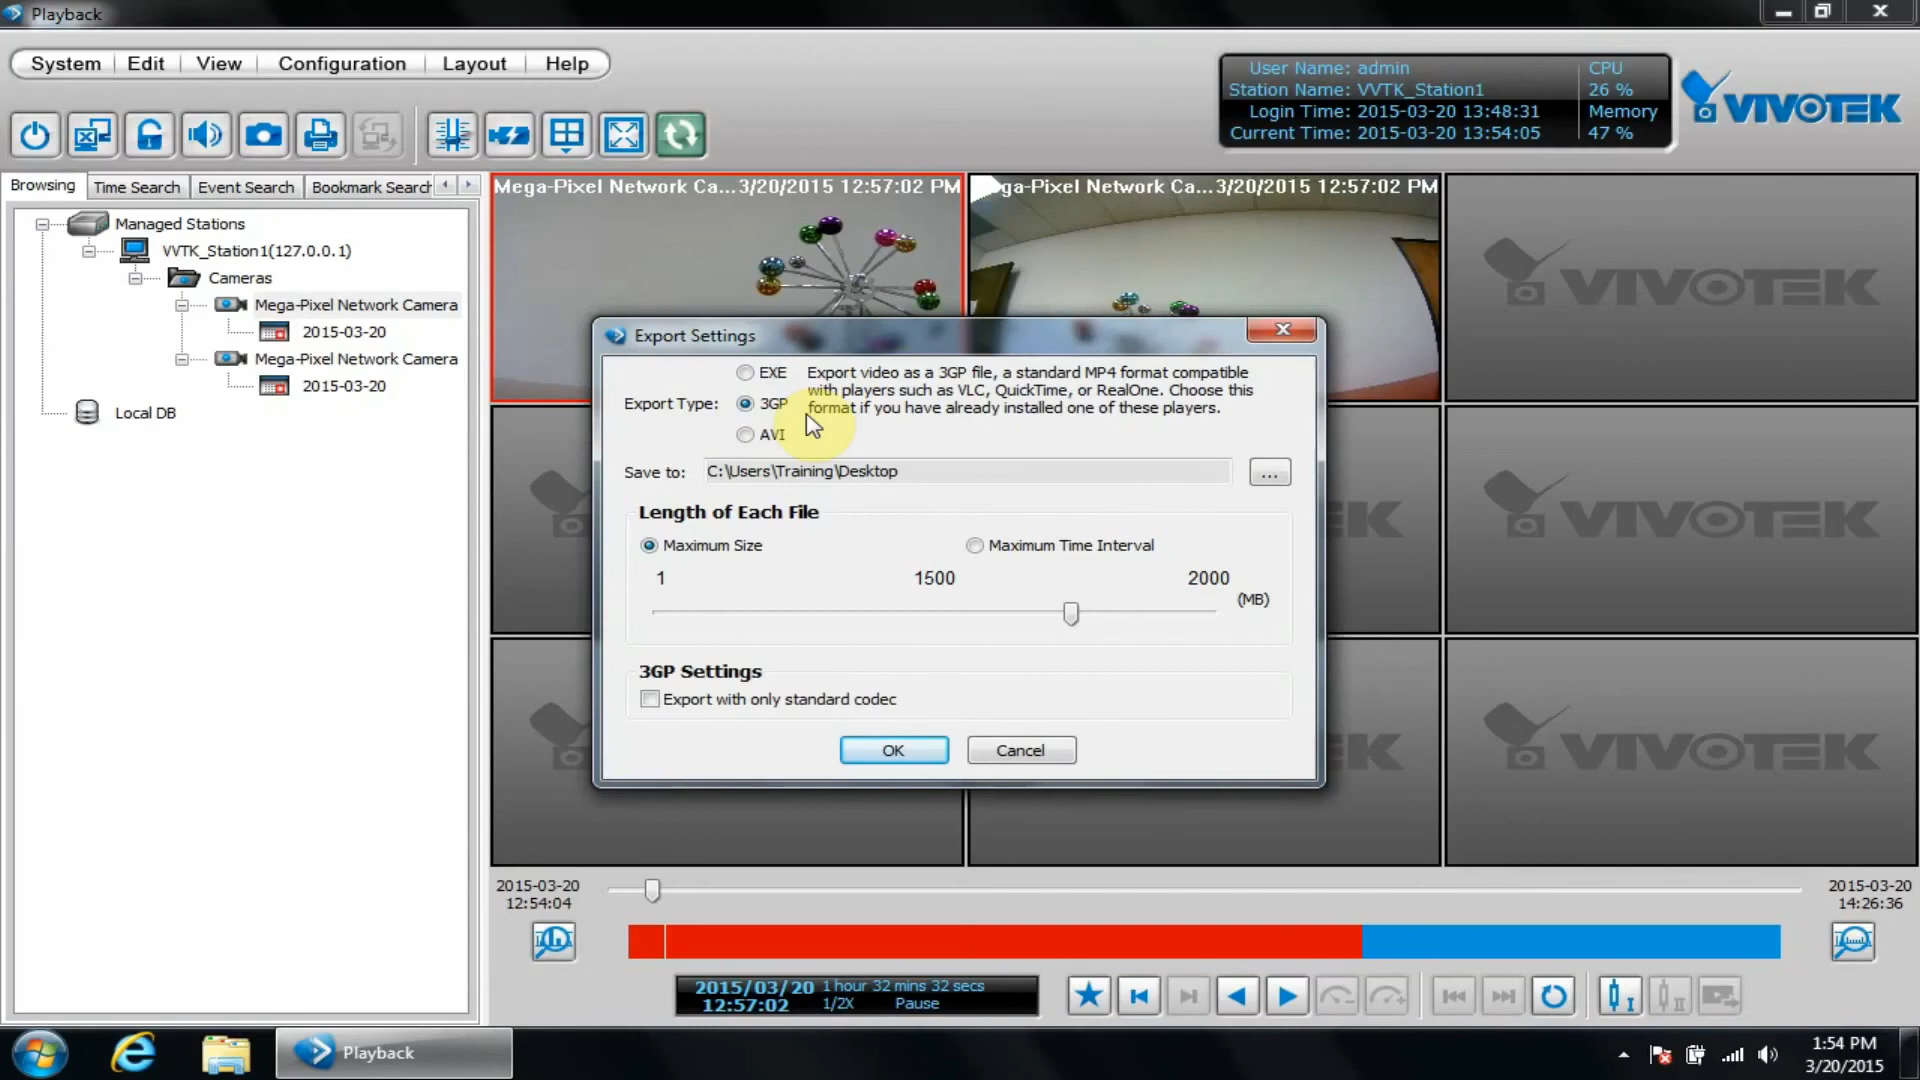 Playback
System Edit View Configuration Layout Help
User Name: admin
Station Name: VVTK_Station1
Login Time: 2015-03-20 13:48:31
Current Time: 2015-03-20 13:54:05
CPU
26 %
Memory
47 %
VIVOTEK
Browsing Time Search Event Search Bookmark Search
Managed Stations
VVTK_Station1(127.0.0.1)
Cameras
Mega-Pixel Network Camera
2015-03-20
Mega-Pixel Network Camera
2015-03-20
Local DB
Mega-Pixel Network Ca...3/20/2015 12:57:02 PM
ga-Pixel Network Ca...3/20/2015 12:57:02 PM
VIVOTEK
VIVOTEK
VIVOTEK
Export Settings
Export Type:
EXE
3GP
AVI
Export video as a 3GP file, a standard MP4 format compatible
with players such as VLC, QuickTime, or RealOne. Choose this
format if you have already installed one of these players.
Save to: C:\Users\Training\Desktop ...
Length of Each File
Maximum Size Maximum Time Interval
1 1500 2000
(MB)
3GP Settings
Export with only standard codec
OK Cancel
2015-03-20
12:54:04
2015-03-20
14:26:36
2015/03/20 1 hour 32 mins 32 secs
12:57:02 1/2X Pause
Playback
1:54 PM
3/20/2015